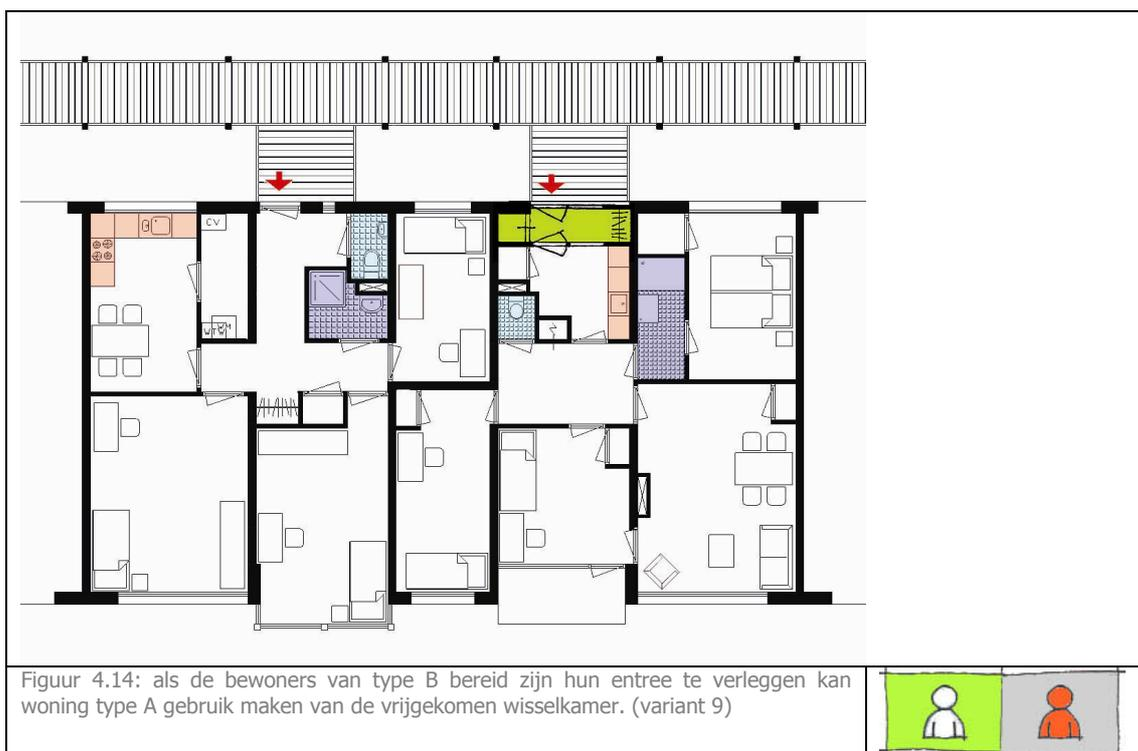 CV
Figuur 4.14: als de bewoners van type B bereid zijn hun entree te verleggen kan
woning type A gebruik maken van de vrijgekomen wisselkamer. (variant 9)